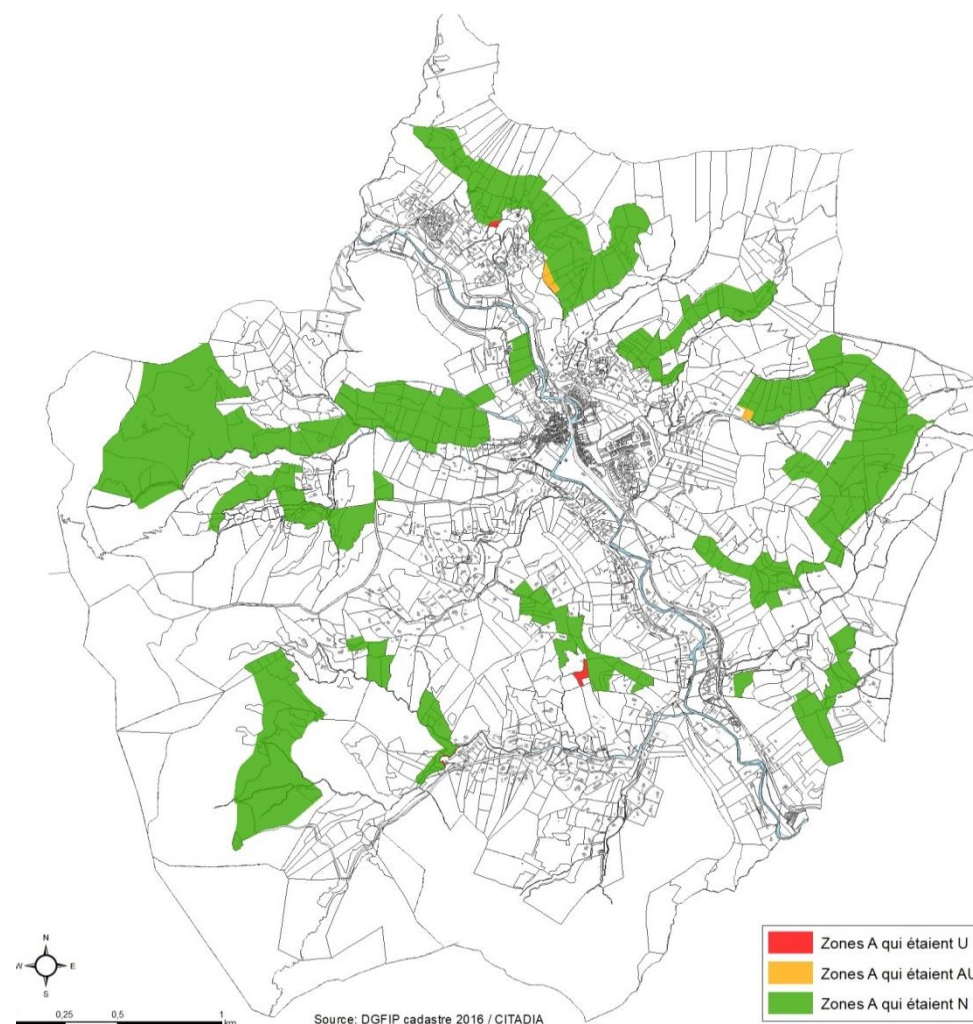 Zones A qui étaient U
Zones A qui étaient AU
Zones A qui étaient N
N
W
E
S
0,25
0,5
1
km
Source: DGFIP cadastre 2016 / CITADIA